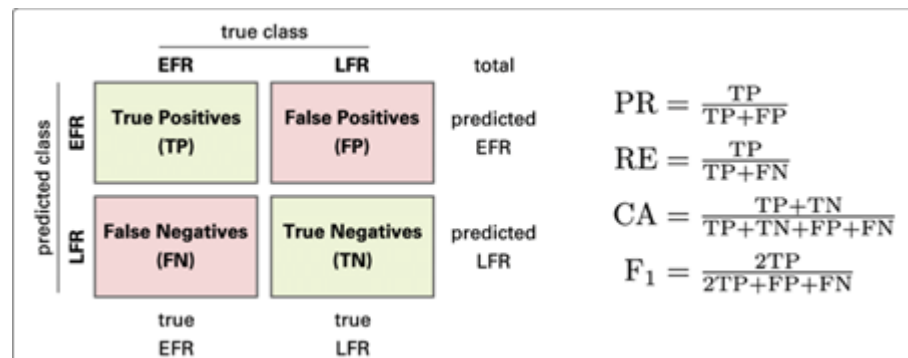 true class
EFR LFR total
predicted class
EFR
True Positives
(TP)
False Positives
(FP)
predicted
EFR
LFR
False Negatives
(FN)
True Negatives
(TN)
predicted
LFR
true
EFR
true
LFR
PR = TP / TP+FP
RE = TP / TP+FN
CA = TP+TN / TP+TN+FP+FN
F₁ = 2TP / 2TP+FP+FN